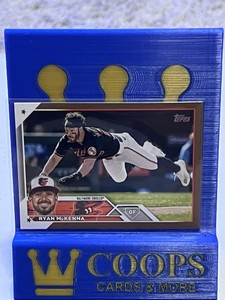 Topps
BALTIMORE ORIOLES
RYAN McKENNA
OF
COOPS
CARDS & MORE